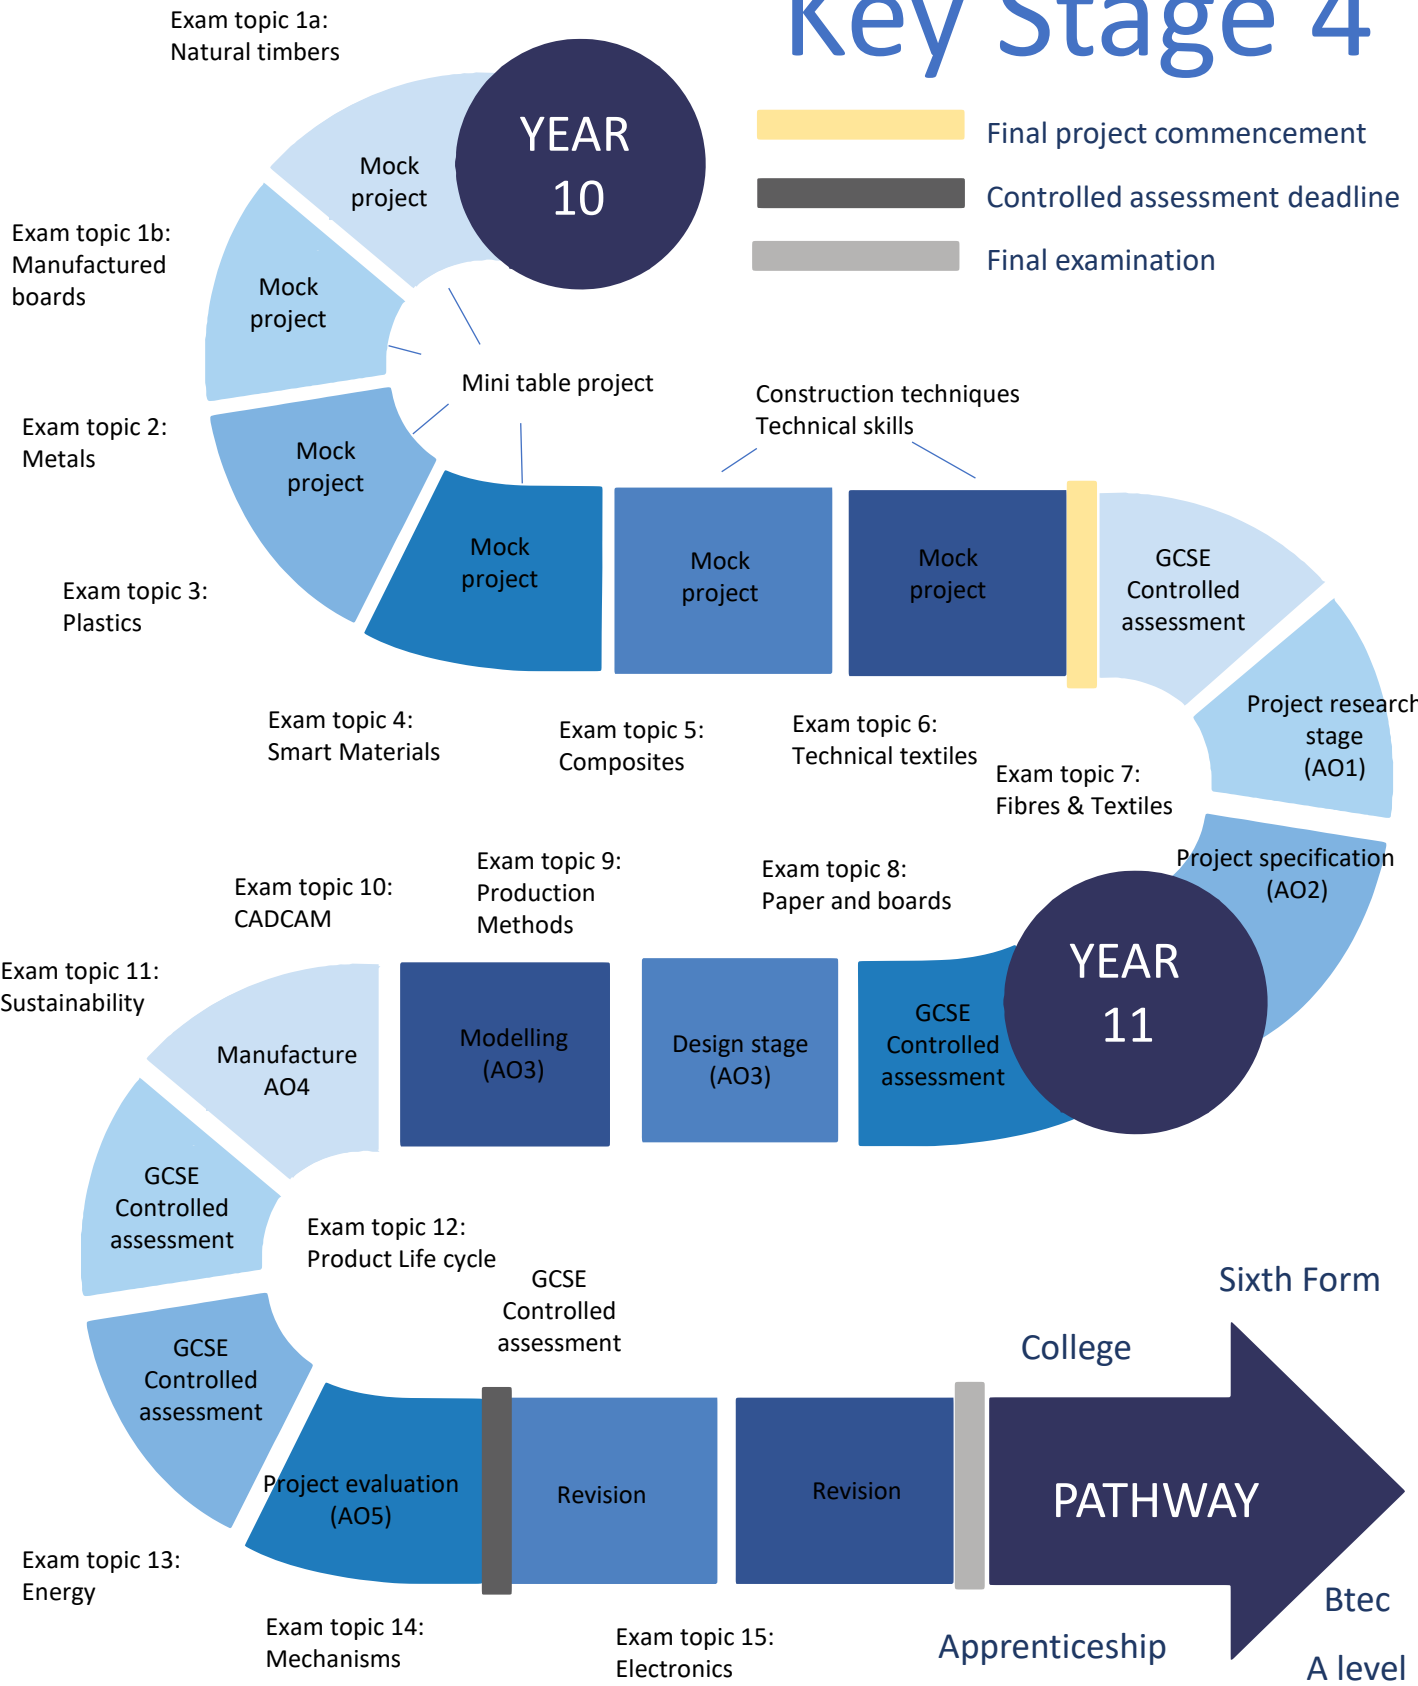 Key Stage 4
Exam topic 1a:
Natural timbers
YEAR
10
Final project commencement
Controlled assessment deadline
Final examination
Mock
project
Exam topic 1b:
Manufactured
boards
Mock
project
Mini table project
Construction techniques
Technical skills
Exam topic 2:
Metals
Mock
project
Exam topic 3:
Plastics
Mock
project
Mock
project
Mock
project
GCSE
Controlled
assessment
Exam topic 4:
Smart Materials
Exam topic 5:
Composites
Exam topic 6:
Technical textiles
Project research
stage
(AO1)
Exam topic 7:
Fibres & Textiles
Project specification
(AO2)
Exam topic 8:
Paper and boards
Exam topic 9:
Production
Methods
Exam topic 10:
CADCAM
YEAR
11
GCSE
Controlled
assessment
Design stage
(AO3)
Modelling
(AO3)
Exam topic 11:
Sustainability
Manufacture
AO4
GCSE
Controlled
assessment
Exam topic 12:
Product Life cycle
GCSE
Controlled
assessment
GCSE
Controlled
assessment
Sixth Form
College
Project evaluation
(AO5)
Revision
Revision
PATHWAY
Exam topic 13:
Energy
Exam topic 14:
Mechanisms
Exam topic 15:
Electronics
Apprenticeship
Btec
A level